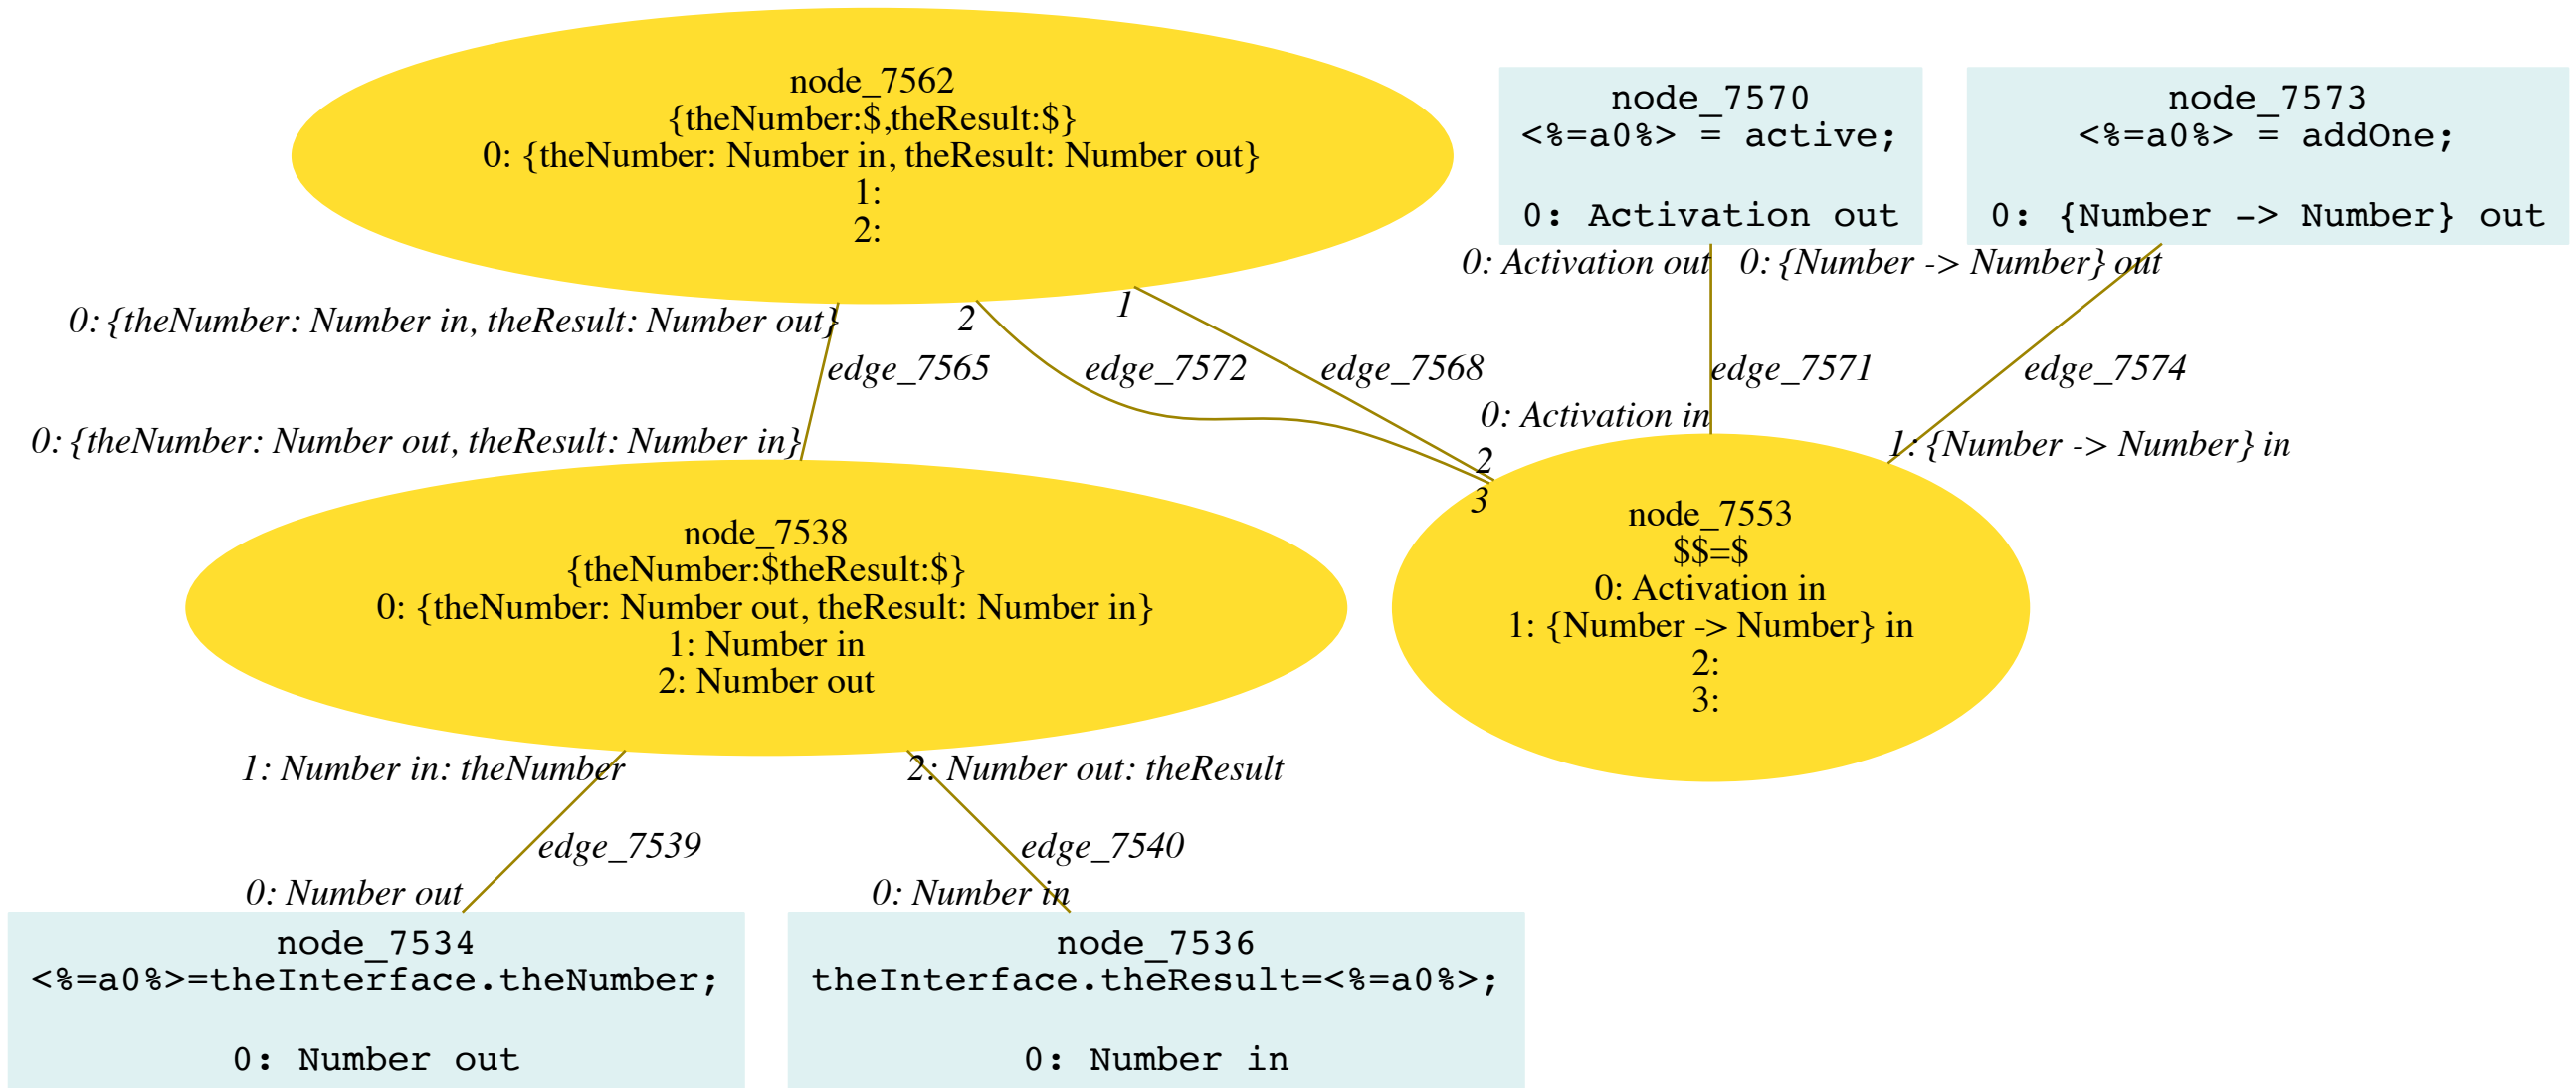 node_7562
{theNumber:$,theResult:$}
0: {theNumber: Number in, theResult: Number out}
1:
2:
node_7570
<%=a0%> = active;
0: Activation out
node_7573
<%=a0%> = addOne;
0: {Number -> Number} out
0: {theNumber: Number in, theResult: Number out}
2
1
0: Activation out
0: {Number -> Number} out
edge_7565
edge_7572
edge_7568
edge_7571
edge_7574
0: {theNumber: Number out, theResult: Number in}
2
3
0: Activation in
1: {Number -> Number} in
node_7538
{theNumber:$theResult:$}
0: {theNumber: Number out, theResult: Number in}
1: Number in
2: Number out
node_7553
$$=$
0: Activation in
1: {Number -> Number} in
2:
3:
1: Number in: theNumber
2: Number out: theResult
edge_7539
edge_7540
0: Number out
0: Number in
node_7534
<%=a0%>=theInterface.theNumber;
0: Number out
node_7536
theInterface.theResult=<%=a0%>;
0: Number in